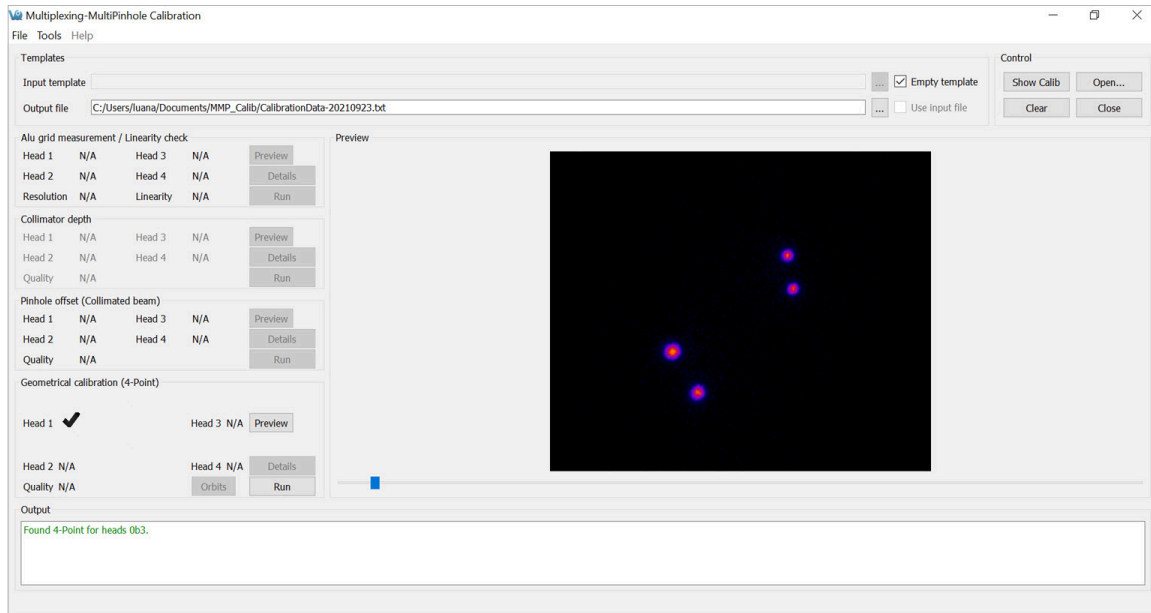 Multiplexing-MultiPinhole Calibration
File Tools Help
Templates
Input template ... Empty template
Output file C:/Users/luana/Documents/MMP_Calib/CalibrationData-20210923.txt ... Use input file
Control
Show Calib Open...
Clear Close
Alu grid measurement / Linearity check
Head 1 N/A Head 3 N/A Preview
Head 2 N/A Head 4 N/A Details
Resolution N/A Linearity N/A Run
Collimator depth
Head 1 N/A Head 3 N/A Preview
Head 2 N/A Head 4 N/A Details
Quality N/A Run
Pinhole offset (Collimated beam)
Head 1 N/A Head 3 N/A Preview
Head 2 N/A Head 4 N/A Details
Quality N/A Run
Geometrical calibration (4-Point)
Head 1 Head 3 N/A Preview
Head 2 N/A Head 4 N/A Details
Quality N/A Orbits Run
Preview
Output
Found 4-Point for heads 0b3.